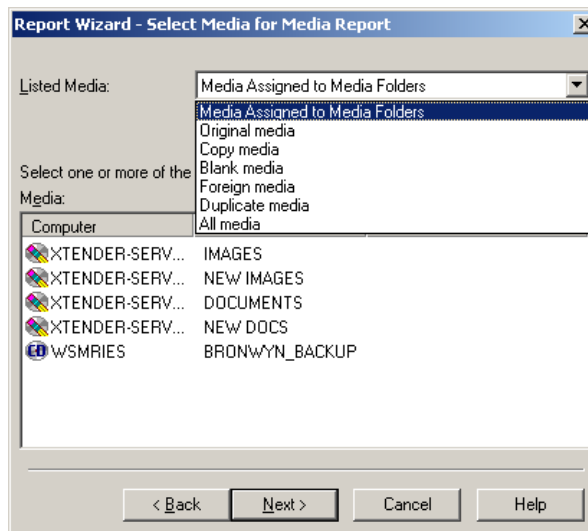 Report Wizard - Select Media for Media Report
Listed Media: Media Assigned to Media Folders
Media Assigned to Media Folders
Original media
Copy media
Blank media
Foreign media
Duplicate media
All media
Select one or more of the
Media:
Computer
XTENDER-SERV... IMAGES
XTENDER-SERV... NEW IMAGES
XTENDER-SERV... DOCUMENTS
XTENDER-SERV... NEW DOCS
CD WSMRIES BRONWYN_BACKUP
< Back Next > Cancel Help